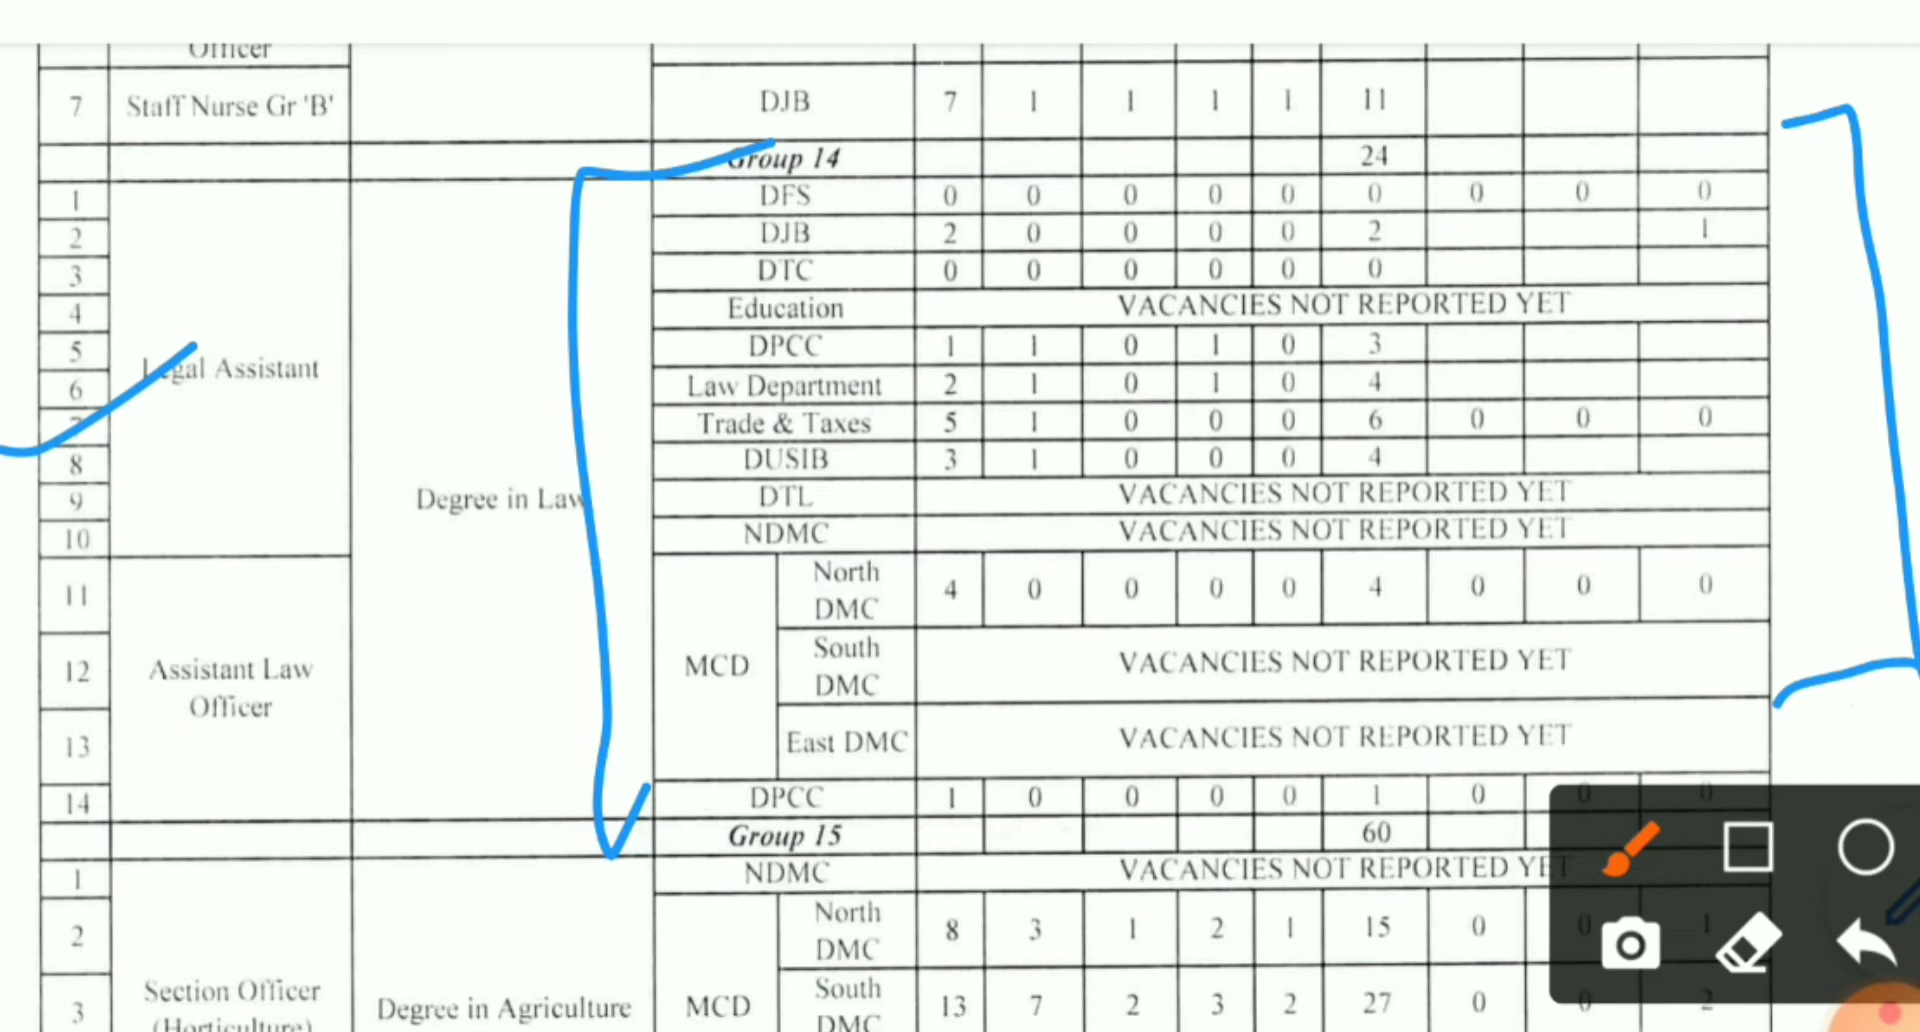 Officer
7 Staff Nurse Gr 'B' DJB 7 1 1 1 1 11
Group 14 24
1 DFS 0 0 0 0 0 0 0 0 0
2 DJB 2 0 0 0 0 2 1
3 DTC 0 0 0 0 0 0
4 Education VACANCIES NOT REPORTED YET
5 DPCC 1 1 0 1 0 3
Legal Assistant
6 Law Department 2 1 0 1 0 4
7 Trade & Taxes 5 1 0 0 0 6 0 0 0
8 DUSIB 3 1 0 0 0 4
9 Degree in Law DTL VACANCIES NOT REPORTED YET
10 NDMC VACANCIES NOT REPORTED YET
11 North DMC 4 0 0 0 0 4 0 0 0
12 Assistant Law Officer MCD South DMC VACANCIES NOT REPORTED YET
13 East DMC VACANCIES NOT REPORTED YET
14 DPCC 1 0 0 0 0 1 0 0 0
Group 15 60
1 NDMC VACANCIES NOT REPORTED YET
2 North DMC 8 3 1 2 1 15 0 0 1
3 Section Officer (Horticulture) Degree in Agriculture MCD South DMC 13 7 2 3 2 27 0 0 2